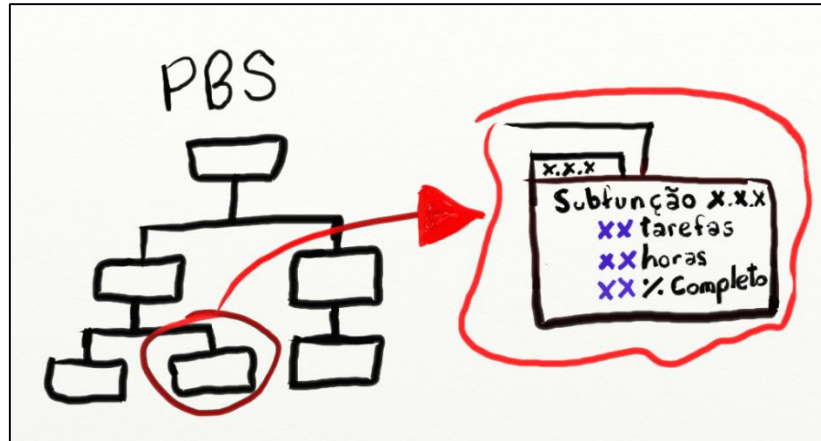 PBS
x.x.x
Subfunção x.x.x
xx tarefas
xx horas
xx % Completo